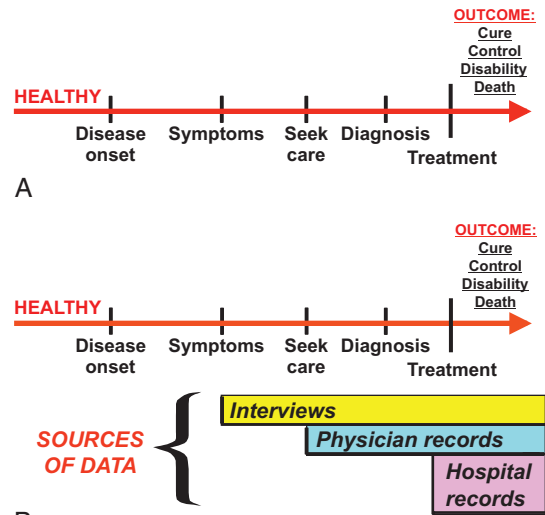 OUTCOME:
Cure
Control
Disability
Death
HEALTHY
Disease onset
Symptoms
Seek care
Diagnosis
Treatment
A
OUTCOME:
Cure
Control
Disability
Death
HEALTHY
Disease onset
Symptoms
Seek care
Diagnosis
Treatment
SOURCES
OF DATA
Interviews
Physician records
Hospital
records